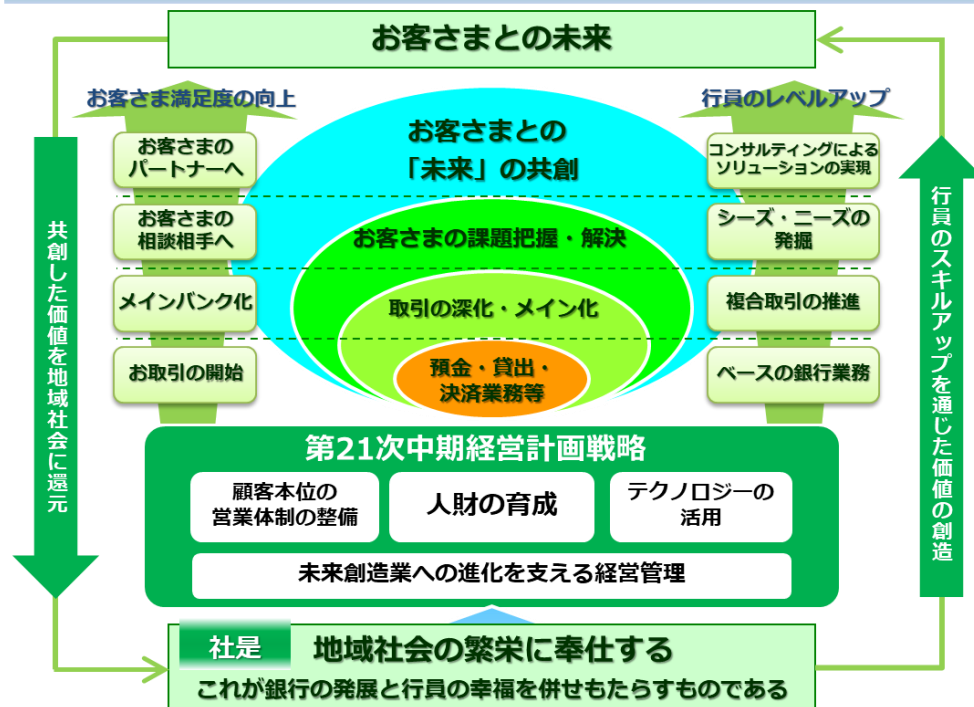 お客さまとの未来
お客さま満足度の向上
行員のレベルアップ
お客さまの
パートナーへ
お客さまとの
「未来」の共創
コンサルティングによる
ソリューションの実現
お客さまの
相談相手へ
お客さまの課題把握・解決
シーズ・ニーズの
発掘
メインバンク化
取引の深化・メイン化
複合取引の推進
お取引の開始
預金・貸出・
決済業務等
ベースの銀行業務
共創した価値を地域社会に還元
行員のスキルアップを通じた価値の創造
第21次中期経営計画戦略
顧客本位の
営業体制の整備
人財の育成
テクノロジーの
活用
未来創造業への進化を支える経営管理
社是
地域社会の繁栄に奉仕する
これが銀行の発展と行員の幸福を併せもたらすものである